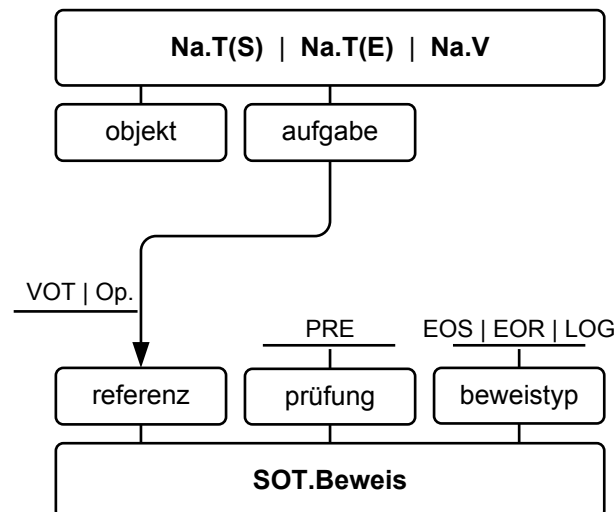 Na.T(S) | Na.T(E) | Na.V
objekt
aufgabe
VOT | Op.
PRE
EOS | EOR | LOG
referenz
prüfung
beweistyp
SOT.Beweis